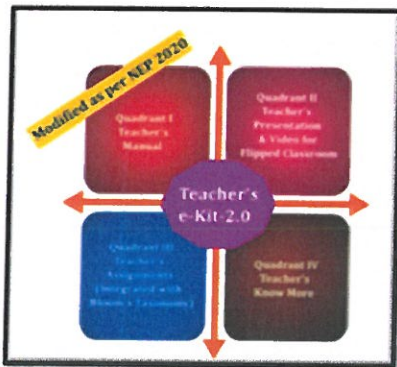 Modified as per NEP 2020
Quadrant I
Teacher's
Manual
Quadrant II
Teacher's
Presentation
& Video for
Flipped Classroom
Teacher's
e-Kit-2.0
Quadrant III
Teacher's
Assignments
(Integrated with
Bloom's Taxonomy)
Quadrant IV
Teacher's
Know More